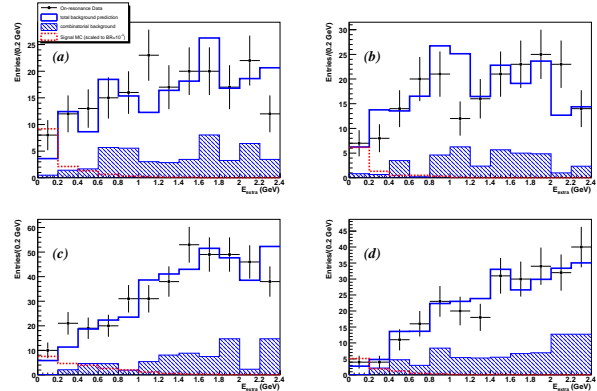 On-resonance Data
total background prediction
combinatorial background
Signal MC (scaled to BR=10⁻⁴)
Entries/(0.2 GeV)
(a)
25
20
15
10
5
0
0 0.2 0.4 0.6 0.8 1 1.2 1.4 1.6 1.8 2 2.2 2.4
E_extra (GeV)
Entries/(0.2 GeV)
(b)
30
25
20
15
10
5
0
0 0.2 0.4 0.6 0.8 1 1.2 1.4 1.6 1.8 2 2.2 2.4
E_extra (GeV)
Entries/(0.2 GeV)
(c)
60
50
40
30
20
10
0
0 0.2 0.4 0.6 0.8 1 1.2 1.4 1.6 1.8 2 2.2 2.4
E_extra (GeV)
Entries/(0.2 GeV)
(d)
45
40
35
30
25
20
15
10
5
0
0 0.2 0.4 0.6 0.8 1 1.2 1.4 1.6 1.8 2 2.2 2.4
E_extra (GeV)